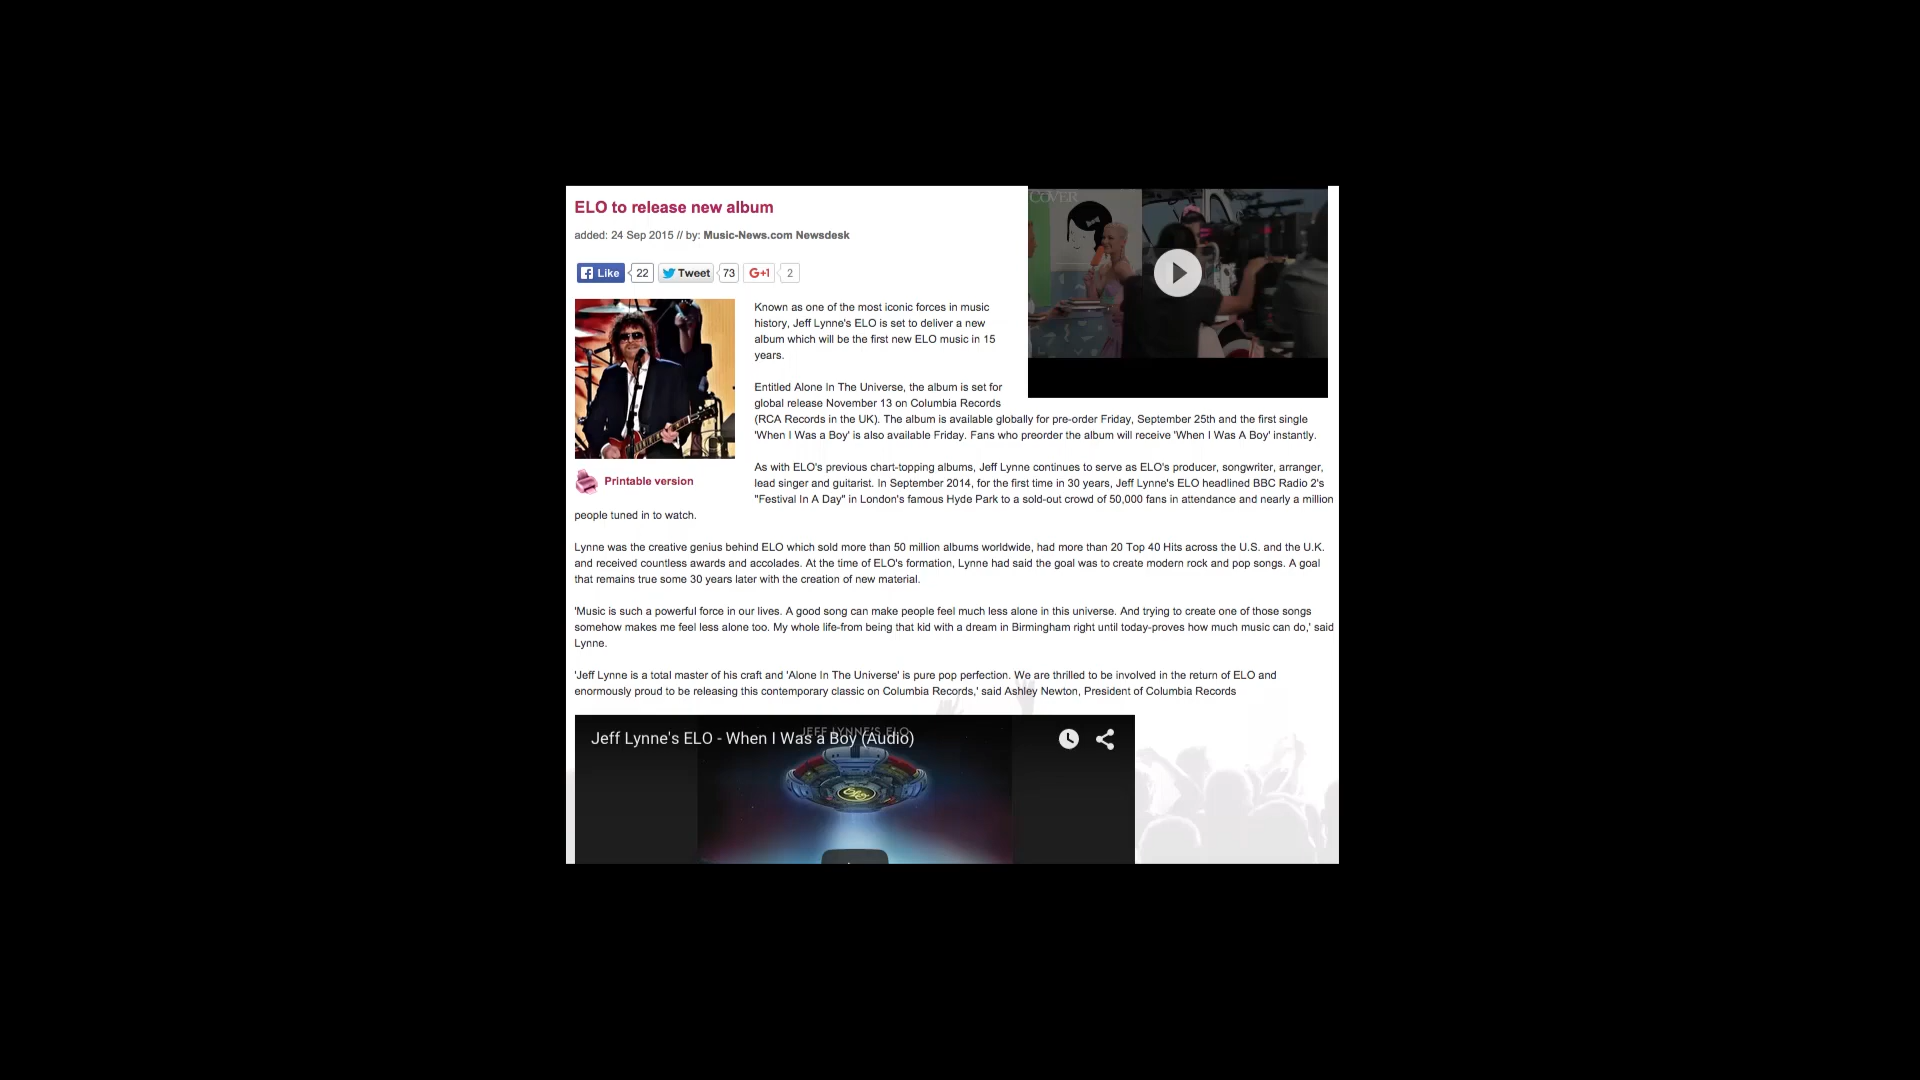 ELO to release new album
added: 24 Sep 2015 // by: Music-News.com Newsdesk
Like 22 Tweet 73 G+1 2
COVER
Known as one of the most iconic forces in music
history, Jeff Lynne's ELO is set to deliver a new
album which will be the first new ELO music in 15
years.
Entitled Alone In The Universe, the album is set for
global release November 13 on Columbia Records
(RCA Records in the UK). The album is available globally for pre-order Friday, September 25th and the first single
'When I Was a Boy' is also available Friday. Fans who preorder the album will receive 'When I Was A Boy' instantly.
Printable version
As with ELO's previous chart-topping albums, Jeff Lynne continues to serve as ELO's producer, songwriter, arranger,
lead singer and guitarist. In September 2014, for the first time in 30 years, Jeff Lynne's ELO headlined BBC Radio 2's
"Festival In A Day" in London's famous Hyde Park to a sold-out crowd of 50,000 fans in attendance and nearly a million
people tuned in to watch.
Lynne was the creative genius behind ELO which sold more than 50 million albums worldwide, had more than 20 Top 40 Hits across the U.S. and the U.K.
and received countless awards and accolades. At the time of ELO's formation, Lynne had said the goal was to create modern rock and pop songs. A goal
that remains true some 30 years later with the creation of new material.
'Music is such a powerful force in our lives. A good song can make people feel much less alone in this universe. And trying to create one of those songs
somehow makes me feel less alone too. My whole life-from being that kid with a dream in Birmingham right until today-proves how much music can do,' said
Lynne.
'Jeff Lynne is a total master of his craft and 'Alone In The Universe' is pure pop perfection. We are thrilled to be involved in the return of ELO and
enormously proud to be releasing this contemporary classic on Columbia Records,' said Ashley Newton, President of Columbia Records
JEFF LYNNE'S ELO
Jeff Lynne's ELO - When I Was a Boy (Audio)
ELO